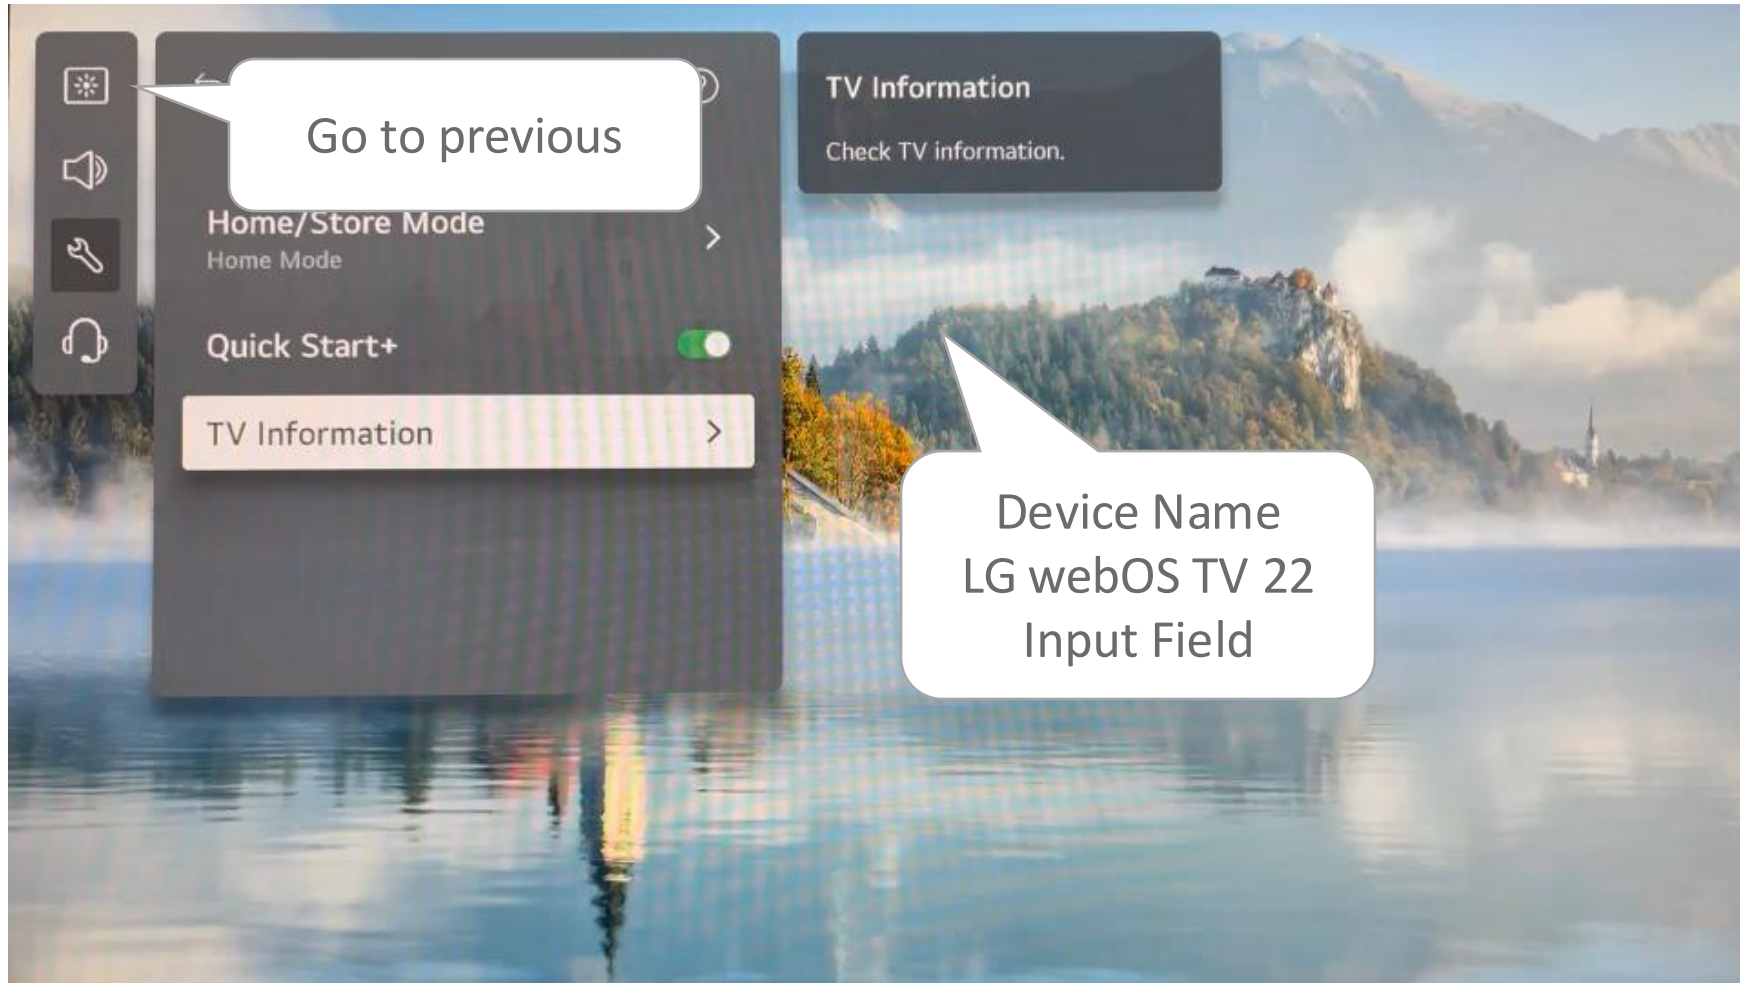 Go to previous
Home/Store Mode
Home Mode
Quick Start+
TV Information
TV Information
Check TV information.
Device Name
LG webOS TV 22
Input Field